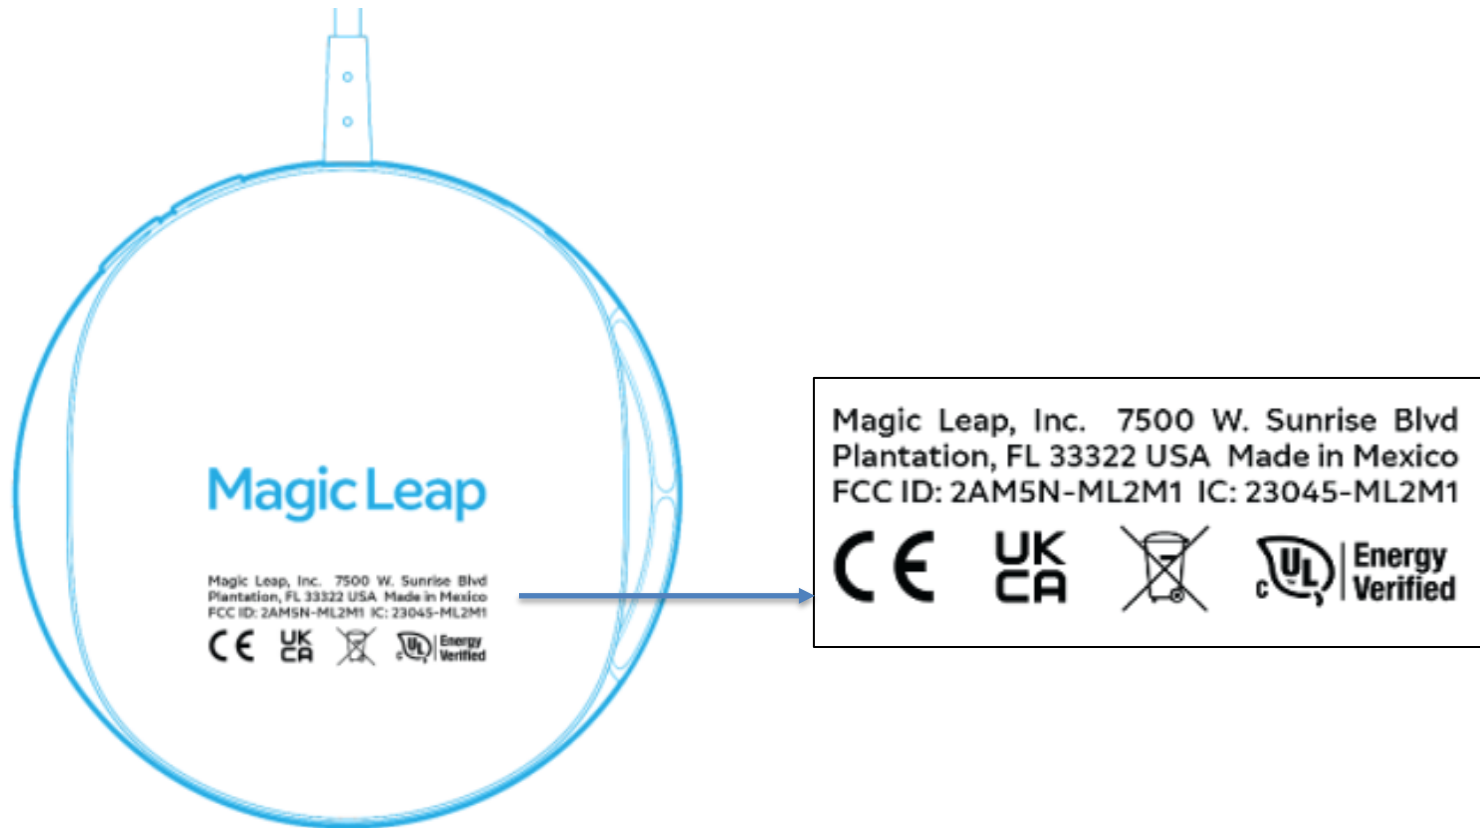 Magic Leap
Magic Leap, Inc. 7500 W. Sunrise Blvd
Plantation, FL 33322 USA Made in Mexico
FCC ID: 2AM5N-ML2M1 IC: 23045-ML2M1
CE UK CA c UL Energy Verified
Magic Leap, Inc. 7500 W. Sunrise Blvd
Plantation, FL 33322 USA Made in Mexico
FCC ID: 2AM5N-ML2M1 IC: 23045-ML2M1
CE UK CA c UL Energy Verified